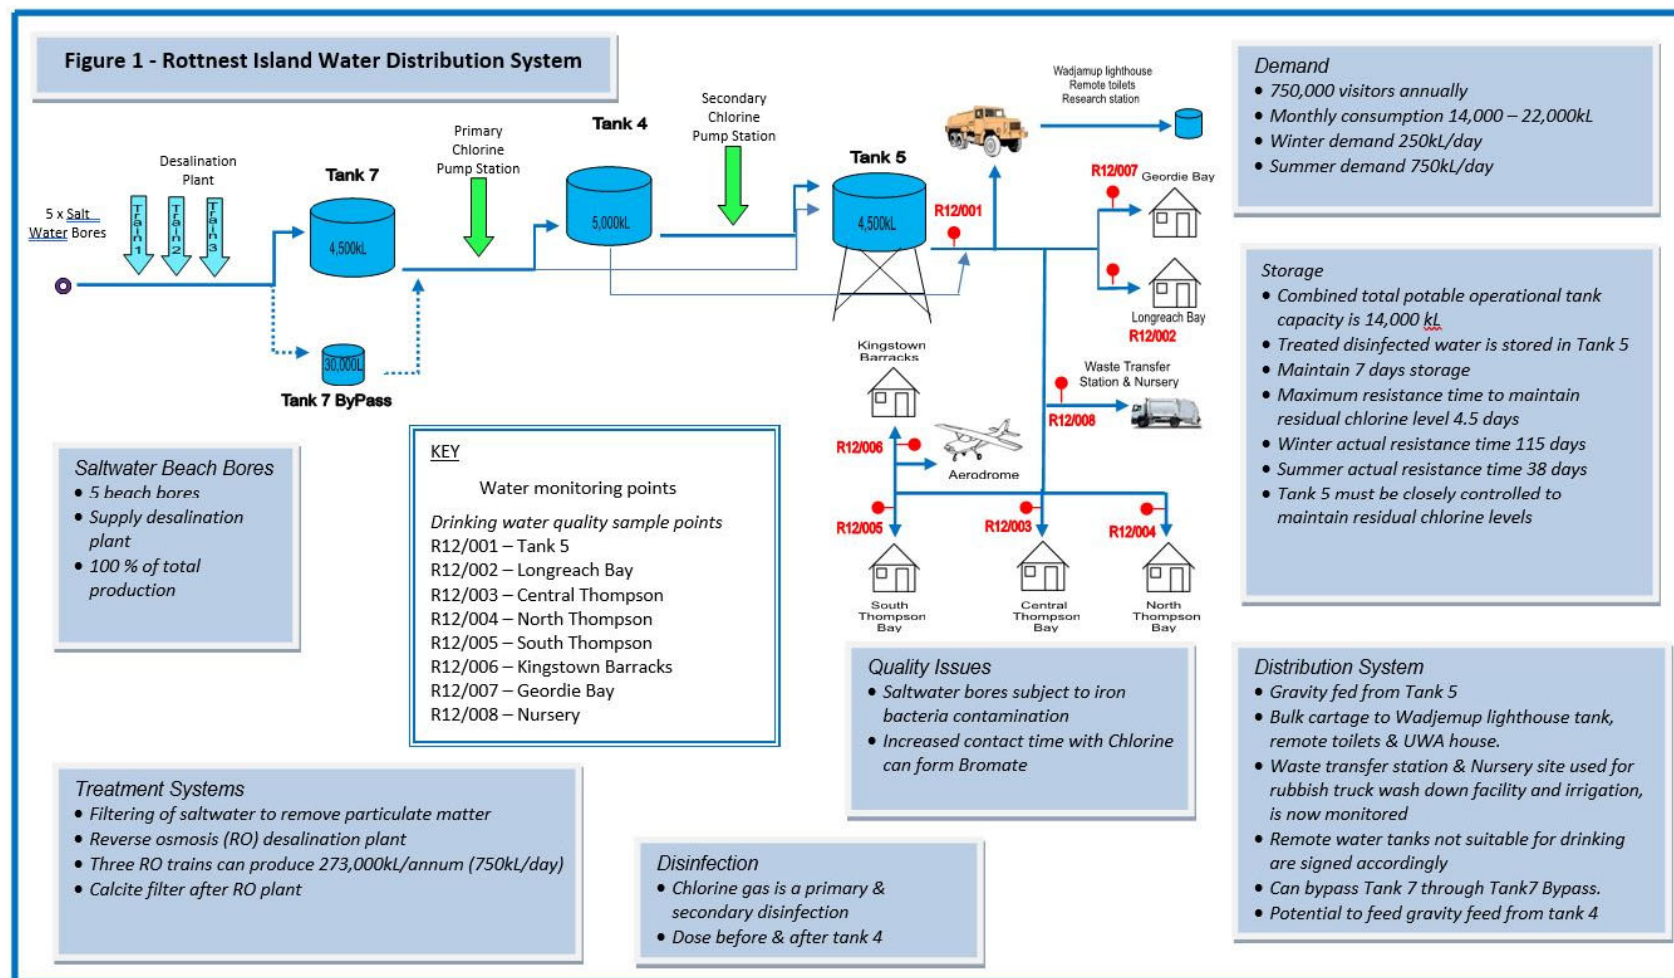 Figure 1 - Rottnest Island Water Distribution System
5 x Salt
Water Bores
Desalination
Plant
Train1
Train2
Train3
Tank 7
4,500kL
30,000L
Tank 7 ByPass
Primary
Chlorine
Pump Station
Tank 4
5,000kL
Secondary
Chlorine
Pump Station
Tank 5
4,500kL
R12/001
Wadjamup lighthouse
Remote toilets
Research station
R12/007
Geordie Bay
Longreach Bay
R12/002
Waste Transfer
Station & Nursery
R12/008
Kingstown
Barracks
R12/006
Aerodrome
R12/005
R12/003
R12/004
South
Thompson
Bay
Central
Thompson
Bay
North
Thompson
Bay
Demand
• 750,000 visitors annually
• Monthly consumption 14,000 – 22,000kL
• Winter demand 250kL/day
• Summer demand 750kL/day
Storage
• Combined total potable operational tank
capacity is 14,000 kL
• Treated disinfected water is stored in Tank 5
• Maintain 7 days storage
• Maximum resistance time to maintain
residual chlorine level 4.5 days
• Winter actual resistance time 115 days
• Summer actual resistance time 38 days
• Tank 5 must be closely controlled to
maintain residual chlorine levels
Saltwater Beach Bores
• 5 beach bores
• Supply desalination
plant
• 100 % of total
production
KEY
Water monitoring points
Drinking water quality sample points
R12/001 – Tank 5
R12/002 – Longreach Bay
R12/003 – Central Thompson
R12/004 – North Thompson
R12/005 – South Thompson
R12/006 – Kingstown Barracks
R12/007 – Geordie Bay
R12/008 – Nursery
Quality Issues
• Saltwater bores subject to iron
bacteria contamination
• Increased contact time with Chlorine
can form Bromate
Distribution System
• Gravity fed from Tank 5
• Bulk cartage to Wadjemup lighthouse tank,
remote toilets & UWA house.
• Waste transfer station & Nursery site used for
rubbish truck wash down facility and irrigation,
is now monitored
• Remote water tanks not suitable for drinking
are signed accordingly
• Can bypass Tank 7 through Tank7 Bypass.
• Potential to feed gravity feed from tank 4
Treatment Systems
• Filtering of saltwater to remove particulate matter
• Reverse osmosis (RO) desalination plant
• Three RO trains can produce 273,000kL/annum (750kL/day)
• Calcite filter after RO plant
Disinfection
• Chlorine gas is a primary &
secondary disinfection
• Dose before & after tank 4